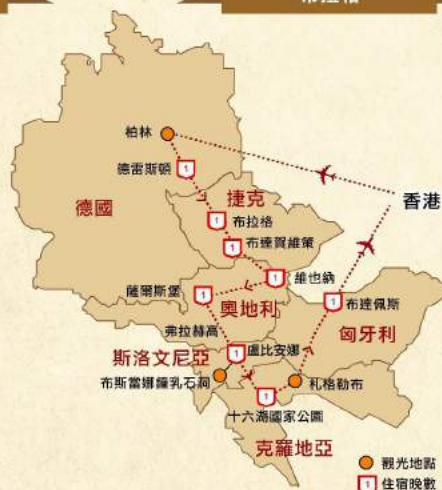 柏林
德雷斯頓
德國
捷克
香港
布拉格
布達賀維策
維也納
薩爾斯堡
奧地利
布達佩斯
弗拉赫高
匈牙利
斯洛文尼亞
盧比安娜
布斯當娜鐘乳石洞
札格勒布
十六湖國家公園
克羅地亞
觀光地點
1 住宿晚數
1
1
1
1
1
1
1
1